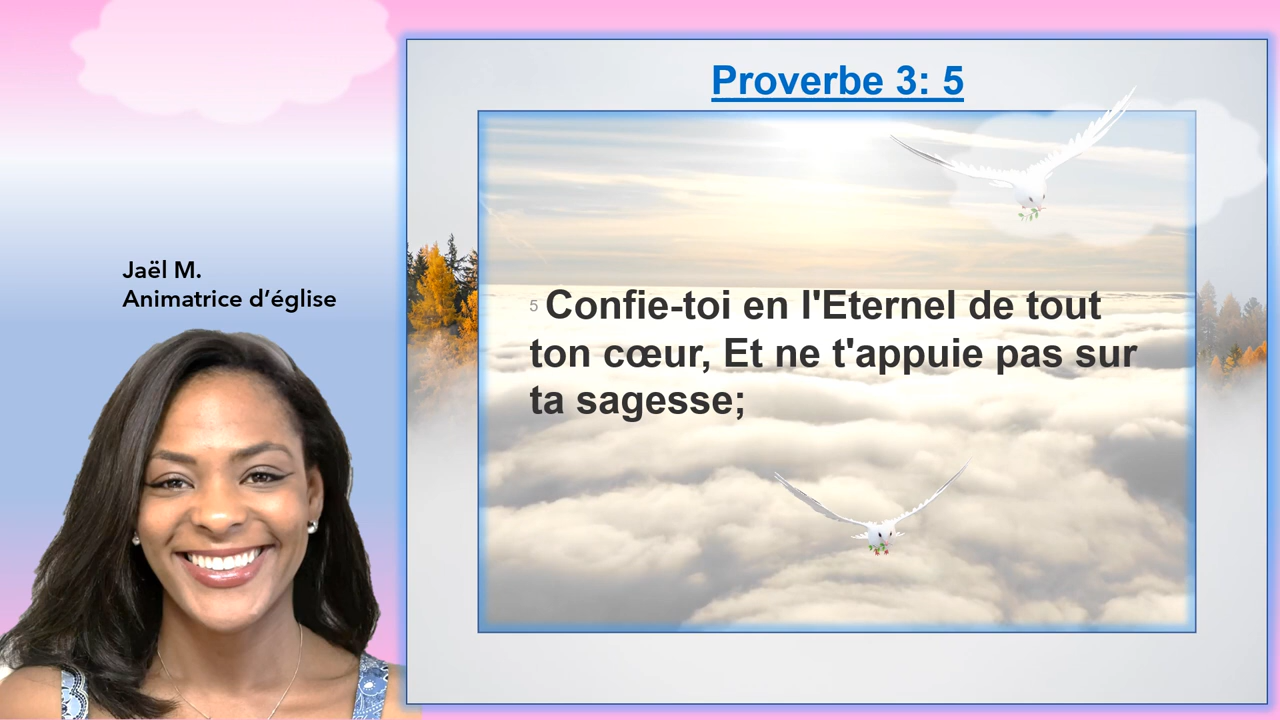 Proverbe 3: 5
Jaël M.
Animatrice d’église
5 Confie-toi en l'Eternel de tout
ton cœur, Et ne t'appuie pas sur
ta sagesse;